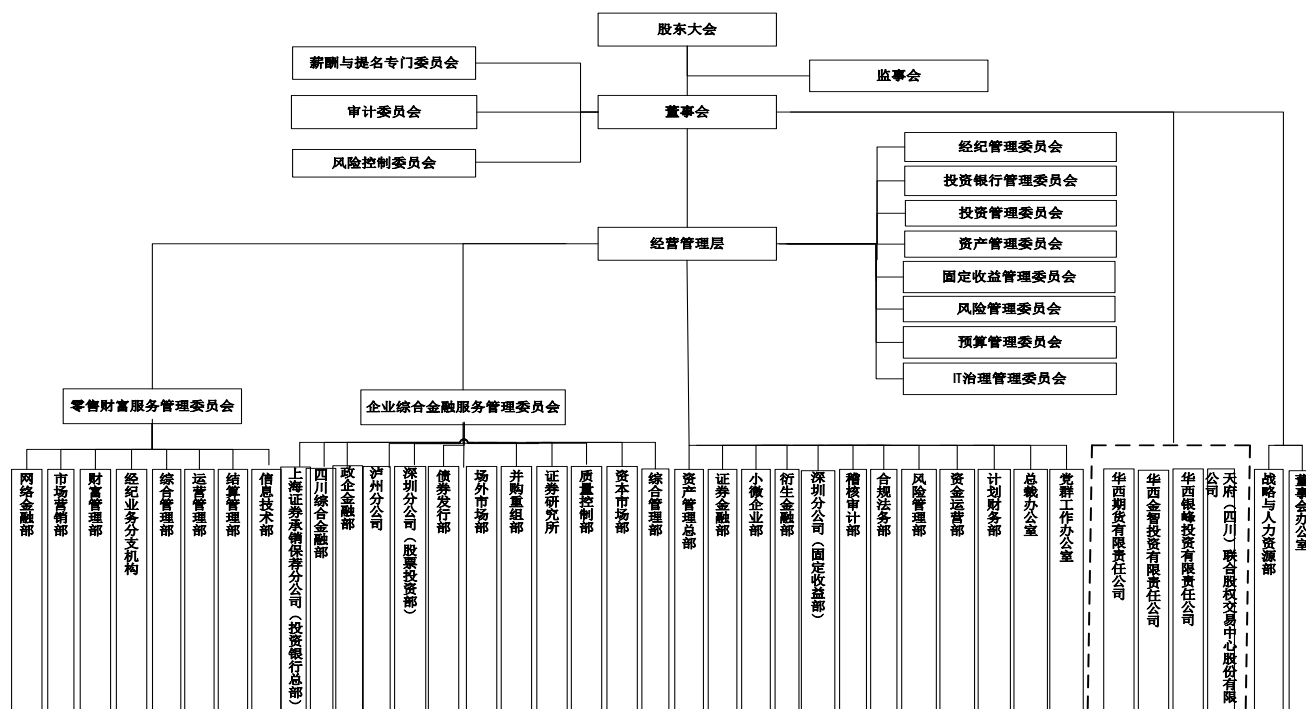 股东大会
薪酬与提名专门委员会
监事会
审计委员会
董事会
风险控制委员会
经纪管理委员会
投资银行管理委员会
投资管理委员会
经营管理层
资产管理委员会
固定收益管理委员会
风险管理委员会
预算管理委员会
IT治理管理委员会
零售财富服务管理委员会
企业综合金融服务管理委员会
网络金融部
市场营销部
财富管理部
经纪业务分支机构
综合管理部
运营管理部
结算管理部
信息技术部
上海证券承销保荐分公司（投资银行总部）
四川综合金融部
政企金融部
泸州分公司
深圳分公司（股票投资部）
债券发行部
场外市场部
并购重组部
证券研究所
质量控制部
资本市场部
综合管理部
资产管理总部
证券金融部
小微企业部
衍生金融部
深圳分公司（固定收益部）
稽核审计部
合规法务部
风险管理部
资金运营部
计划财务部
总裁办公室
党群工作办公室
华西期货有限责任公司
华西金智投资有限责任公司
华西银峰投资有限责任公司
天府（四川）联合股权交易中心股份有限
公司
战略与人力资源部
董事会办公室